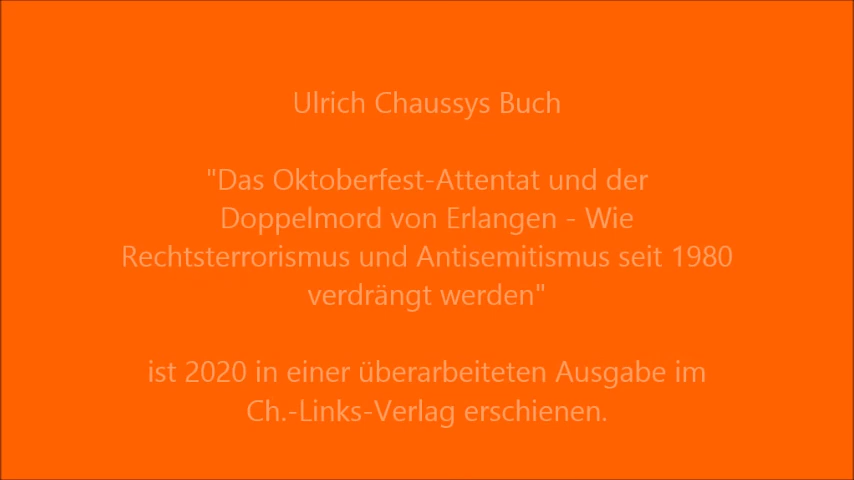 Ulrich Chaussys Buch
"Das Oktoberfest-Attentat und der
Doppelmord von Erlangen - Wie
Rechtsterrorismus und Antisemitismus seit 1980
verdrängt werden"
ist 2020 in einer überarbeiteten Ausgabe im
Ch.-Links-Verlag erschienen.